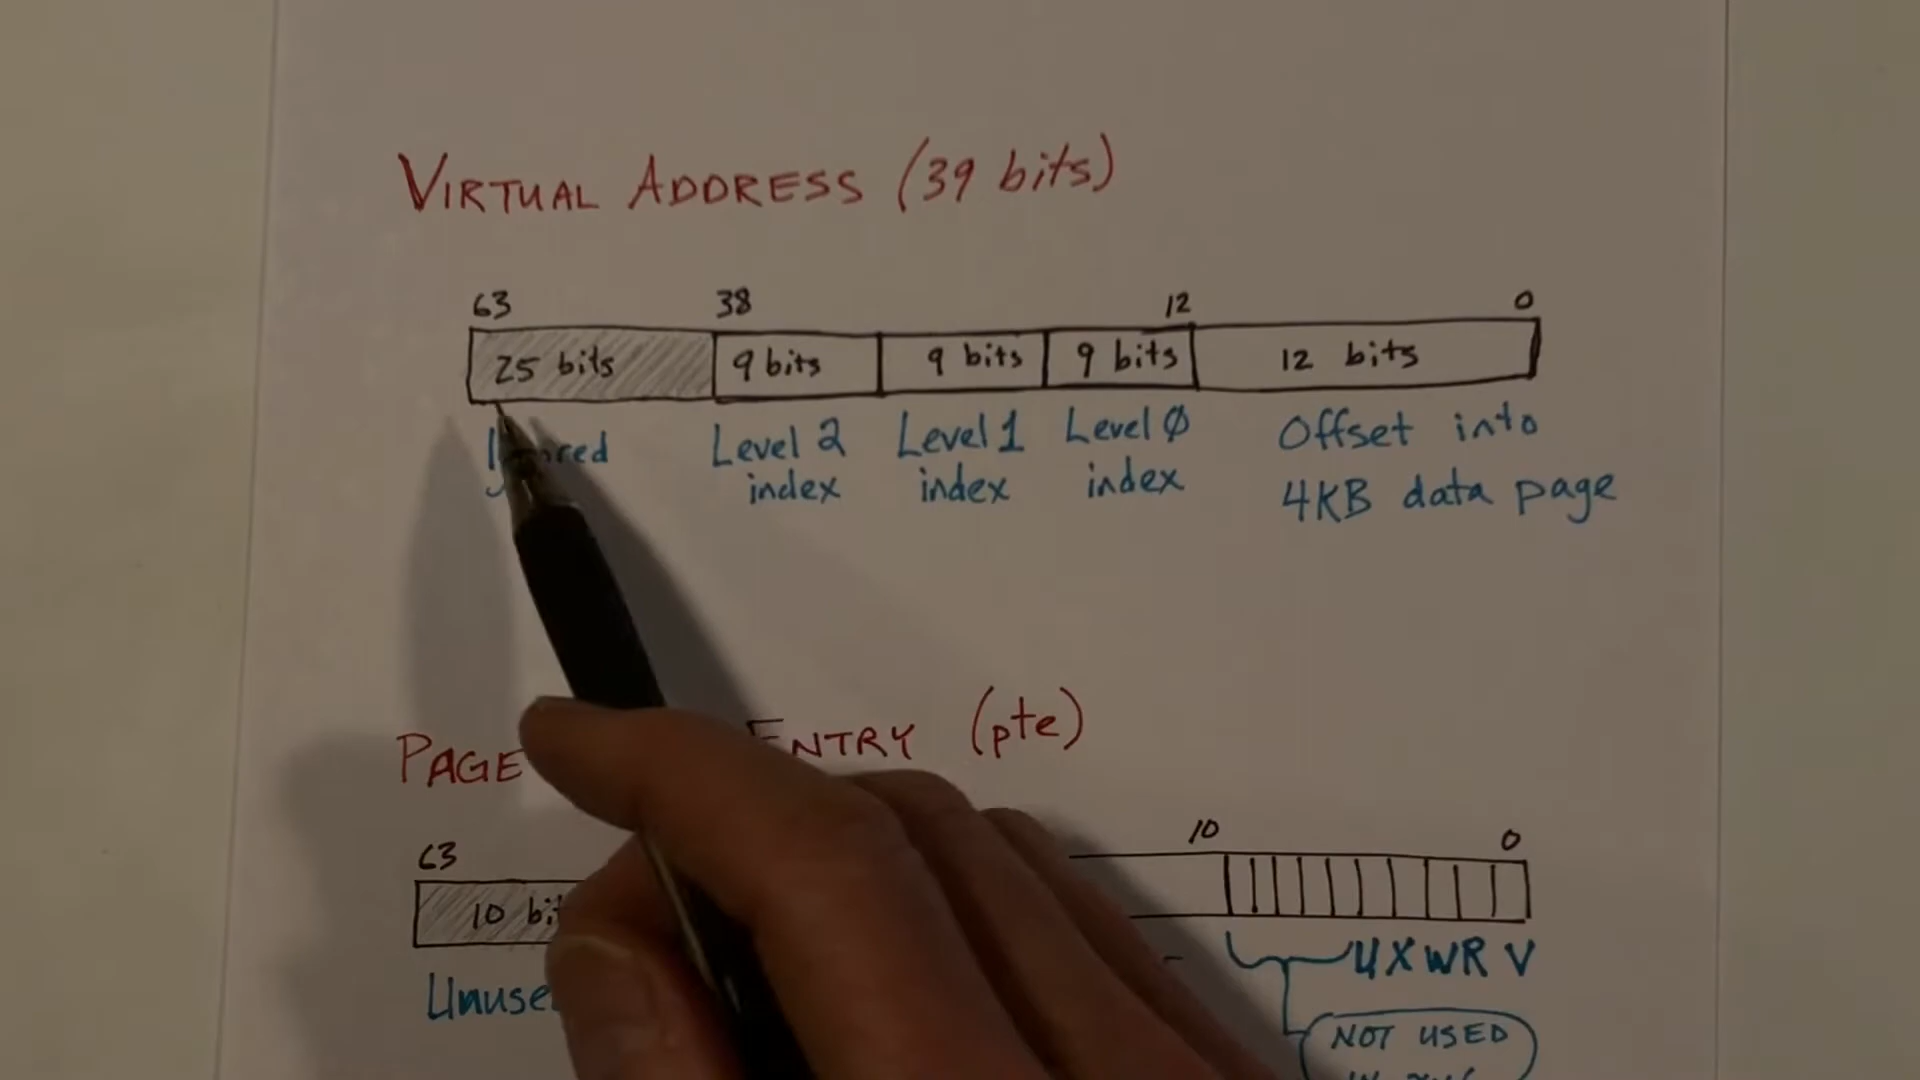 VIRTUAL ADDRESS (39 bits)
63 38 12 0
25 bits 9 bits 9 bits 9 bits 12 bits
Level 2 index
Level 1 index
Level 0 index
Offset into
4KB data page
PAGE ENTRY (pte)
63 10 0
10
U X W R V
NOT USED